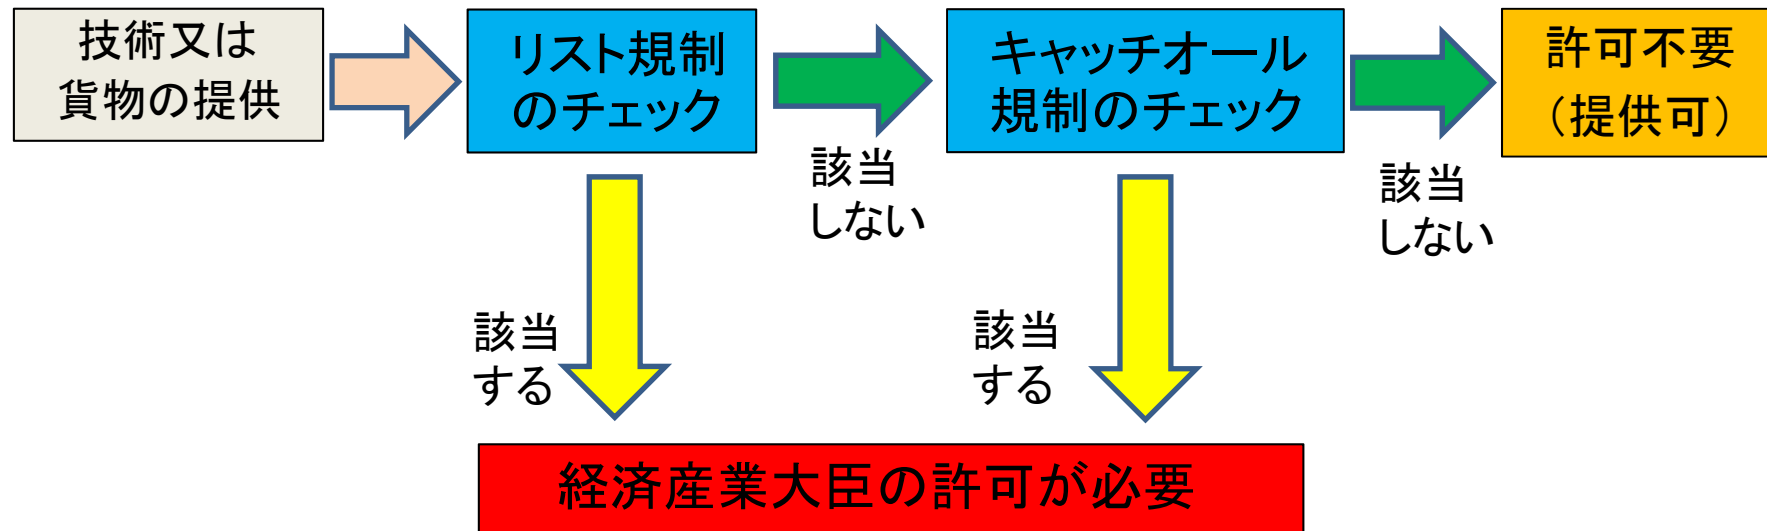 技術又は
貨物の提供
リスト規制
のチェック
該当
しない
キャッチオール
規制のチェック
該当
しない
許可不要
（提供可）
該当
する
該当
する
経済産業大臣の許可が必要